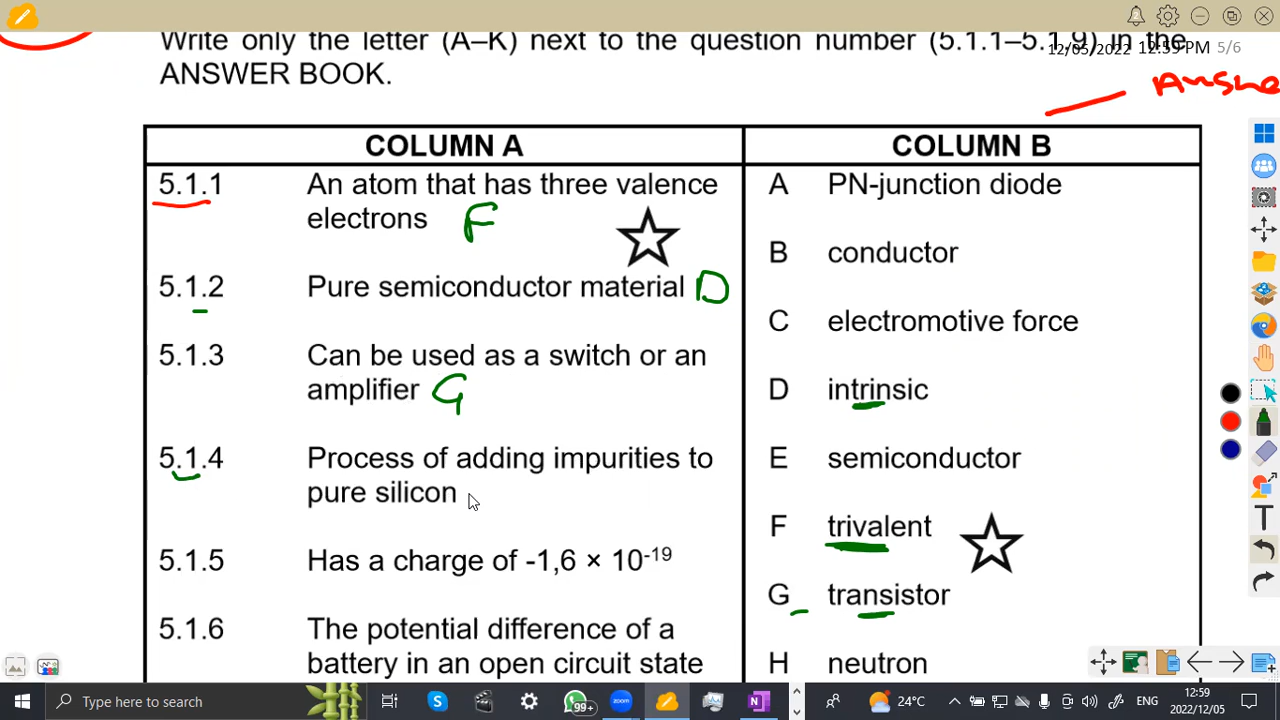 Write only the letter (A–K) next to the question number (5.1.1–5.1.9) in the
12/05/2022 12:59 PM 5/6
ANSWER BOOK.
COLUMN A
COLUMN B
5.1.1 An atom that has three valence
electrons F
5.1.2 Pure semiconductor material D
5.1.3 Can be used as a switch or an
amplifier G
5.1.4 Process of adding impurities to
pure silicon
5.1.5 Has a charge of -1,6 × 10⁻¹⁹
5.1.6 The potential difference of a
battery in an open circuit state
A PN-junction diode
B conductor
C electromotive force
D intrinsic
E semiconductor
F trivalent
G transistor
H neutron
T
Type here to search
99+
zoom
N
24°C
ENG
12:59
2022/12/05